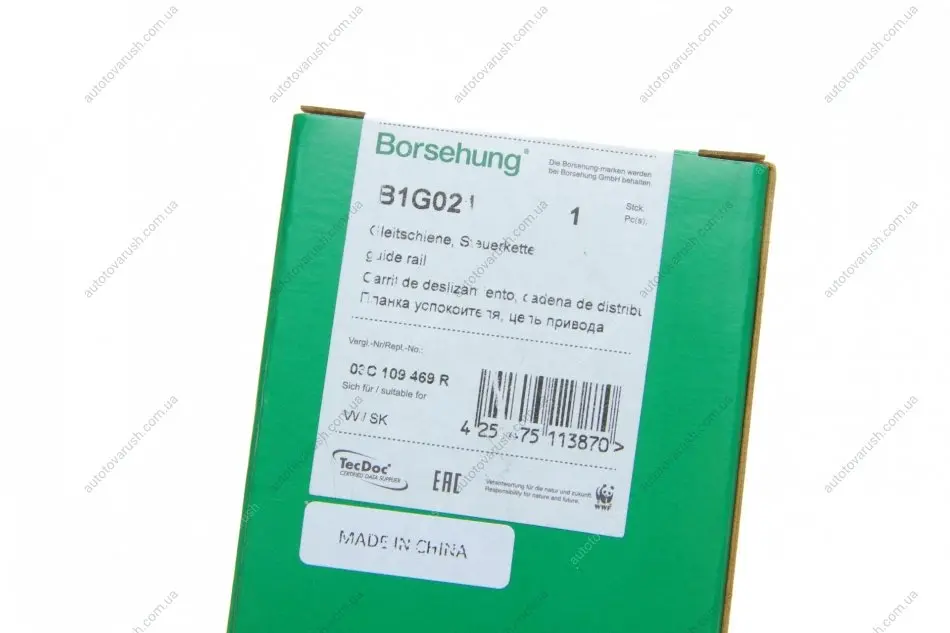 Borsehung®
Die Borsehung-marken werden
bei Borsehung GmbH behalten.
B1G021
1
Stck.
Pc(s).
Gleitschiene, Steuerkette
guide rail
Carril de deslizamiento, cadena de distribu
Планка успокоителя, цепь привода
Vergl.-Nr/Repl.-No.:
03C 109 469 R
Sich für / suitable for
VW/ SK
4 25 75 113870 >
TecDoc®
CERTIFIED DATA SUPPLIER
EAC
Verantwortung für die natur und zukunft.
Responsibility for nature and future.
WWF
MADE IN CHINA
autotovarush.com.ua